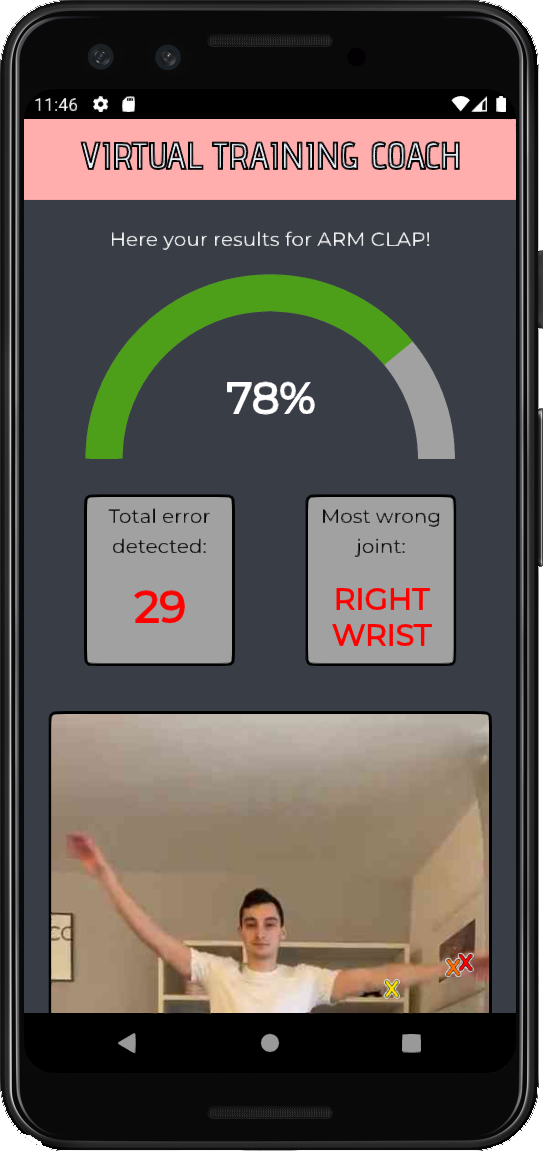 11:46
VIRTUAL TRAINING COACH
Here your results for ARM CLAP!
78%
Total error
detected:
29
Most wrong
joint:
RIGHT
WRIST
CC
X
X
X